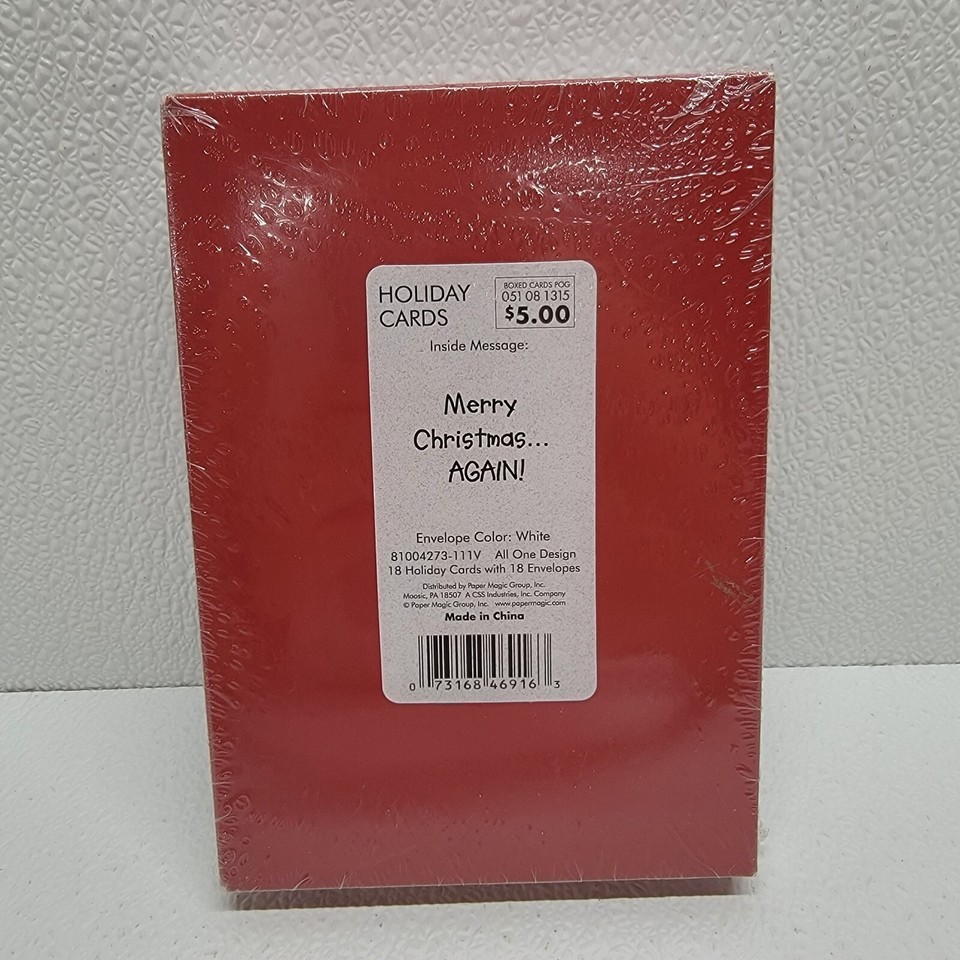 HOLIDAY
CARDS
BOXED CARDS POG
051 08 1315
$5.00
Inside Message:
Merry
Christmas...
AGAIN!
Envelope Color: White
81004273-111V All One Design
18 Holiday Cards with 18 Envelopes
Distributed by Paper Magic Group, Inc.
Moosic, PA 18507 A CSS Industries, Inc. Company
© Paper Magic Group, Inc. www.papermagic.com
Made in China
0 73168 46916 3